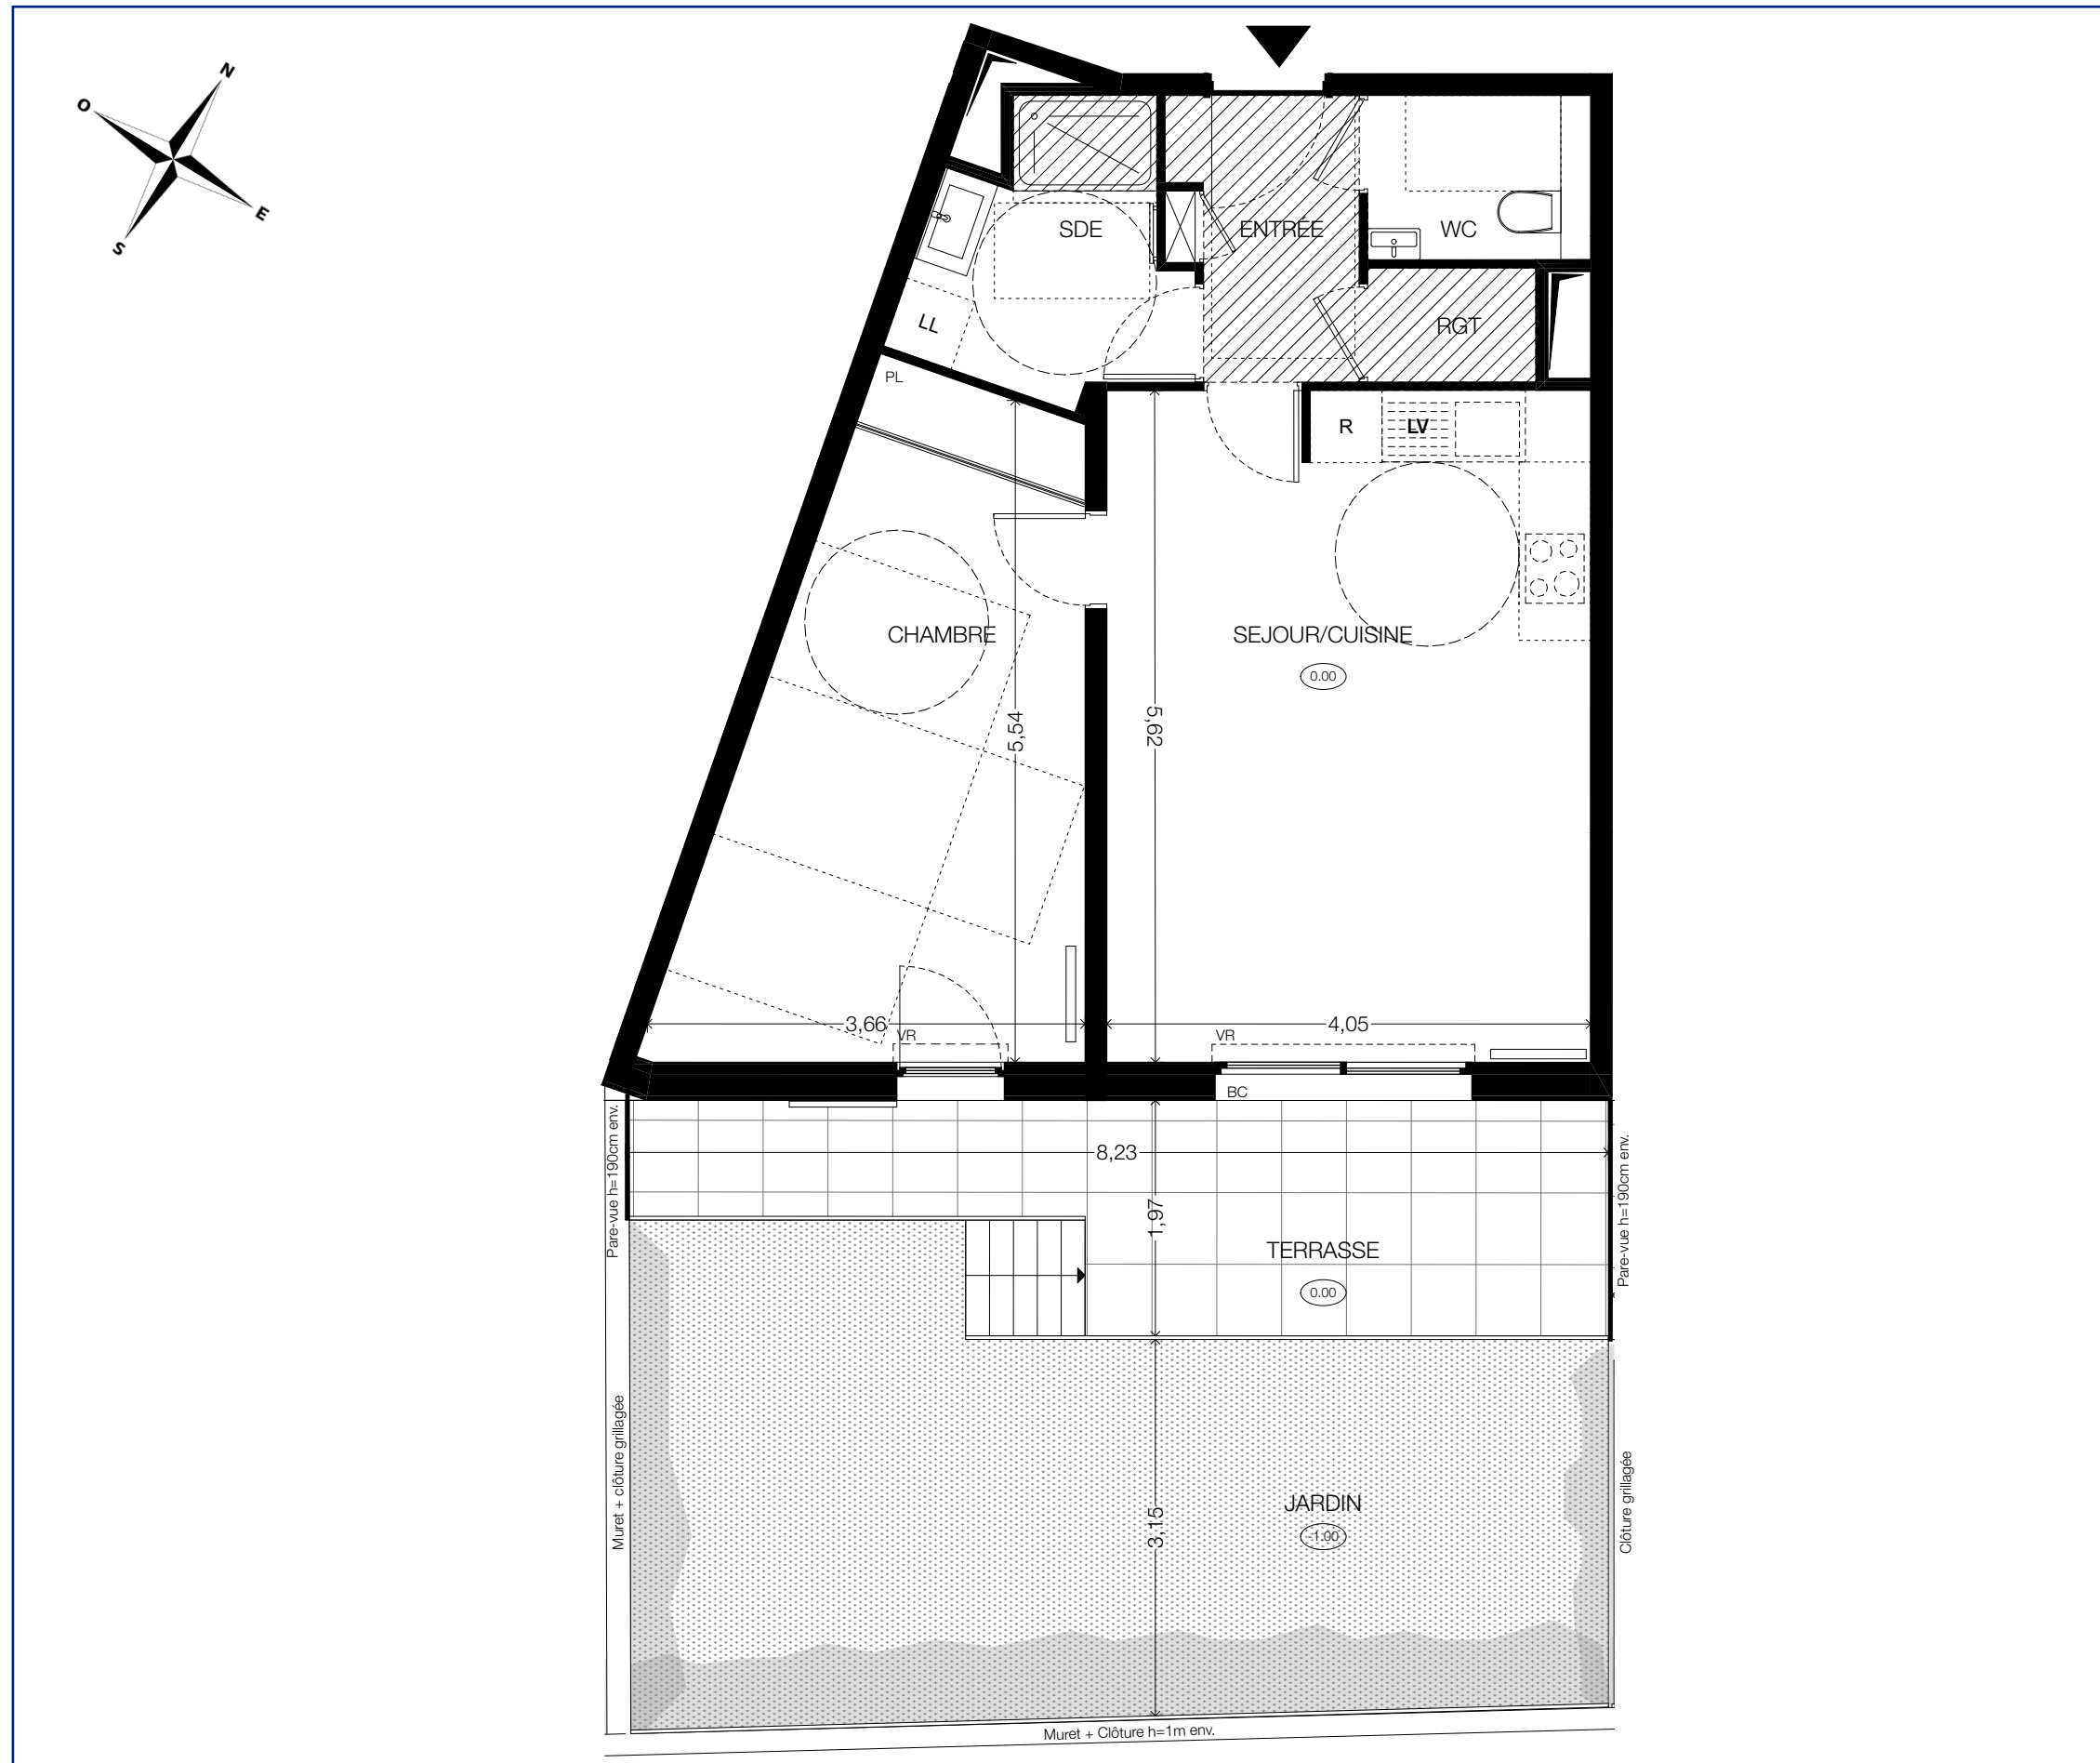 N
O
E
S
SDE
ENTRÉE
WC
LL
RGT
PL
R
LV
CHAMBRE
SEJOUR/CUISINE
0.00
5,54
5,62
3,66
4,05
VR
VR
BC
Pare-vue h=190cm env.
8,23
Pare-vue h=190cm env.
1,97
TERRASSE
0.00
Muret + clôture grillagée
JARDIN
-1.00
3,15
Clôture grillagée
Muret + Clôture h=1m env.